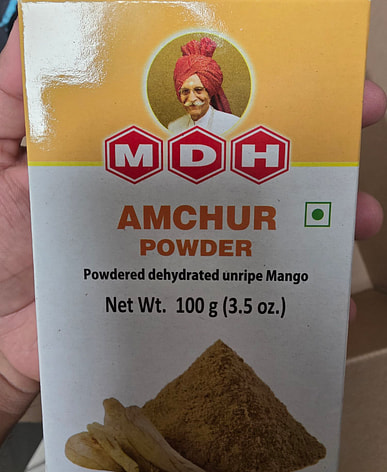 MDH
AMCHUR
POWDER
Powdered dehydrated unripe Mango
Net Wt. 100 g (3.5 oz.)